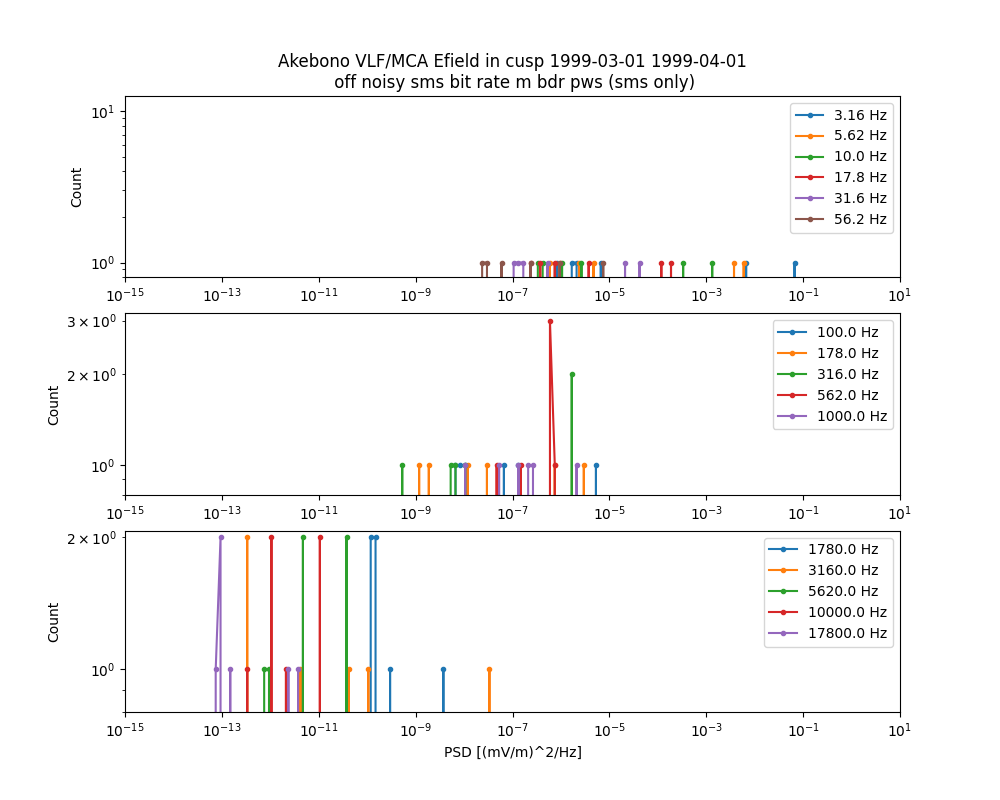 Akebono VLF/MCA Efield in cusp 1999-03-01 1999-04-01
off noisy sms bit rate m bdr pws (sms only)
10^1
10^0
Count
3.16 Hz
5.62 Hz
10.0 Hz
17.8 Hz
31.6 Hz
56.2 Hz
10^-15 10^-13 10^-11 10^-9 10^-7 10^-5 10^-3 10^-1 10^1
3 × 10^0
2 × 10^0
10^0
Count
100.0 Hz
178.0 Hz
316.0 Hz
562.0 Hz
1000.0 Hz
10^-15 10^-13 10^-11 10^-9 10^-7 10^-5 10^-3 10^-1 10^1
2 × 10^0
10^0
Count
1780.0 Hz
3160.0 Hz
5620.0 Hz
10000.0 Hz
17800.0 Hz
10^-15 10^-13 10^-11 10^-9 10^-7 10^-5 10^-3 10^-1 10^1
PSD [(mV/m)^2/Hz]